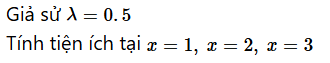 Giả sử λ = 0.5
Tính tiện ích tại x = 1, x = 2, x = 3